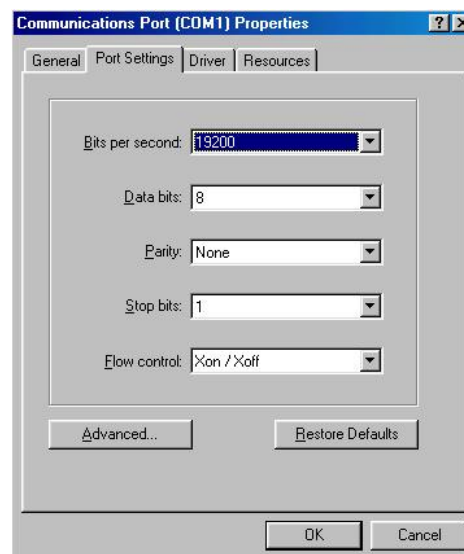 Communications Port (COM1) Properties
General Port Settings Driver Resources
Bits per second: 19200
Data bits: 8
Parity: None
Stop bits: 1
Flow control: Xon / Xoff
Advanced... Restore Defaults
OK Cancel